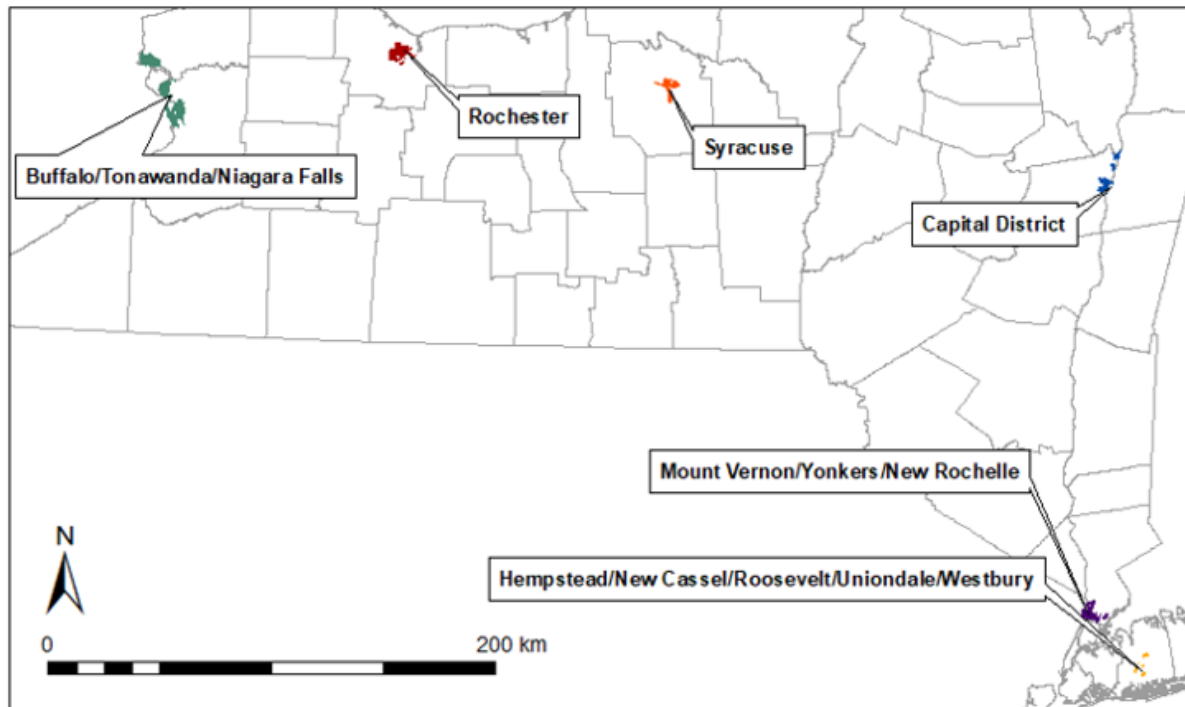 Rochester
Syracuse
Buffalo/Tonawanda/Niagara Falls
Capital District
Mount Vernon/Yonkers/New Rochelle
N
Hempstead/New Cassel/Roosevelt/Uniondale/Westbury
0
200 km